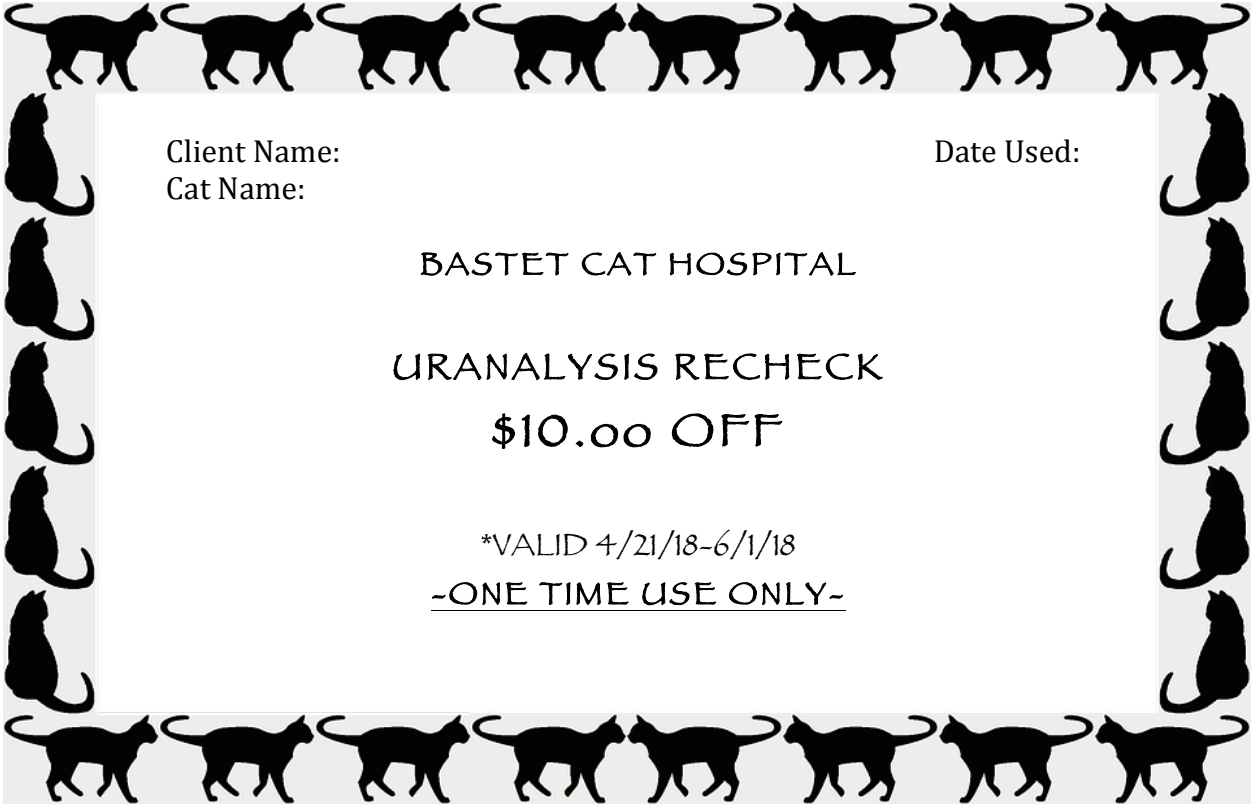 Client Name: Date Used:
Cat Name:
BASTET CAT HOSPITAL
URANALYSIS RECHECK
$10.00 OFF
*VALID 4/21/18-6/1/18
~ONE TIME USE ONLY~